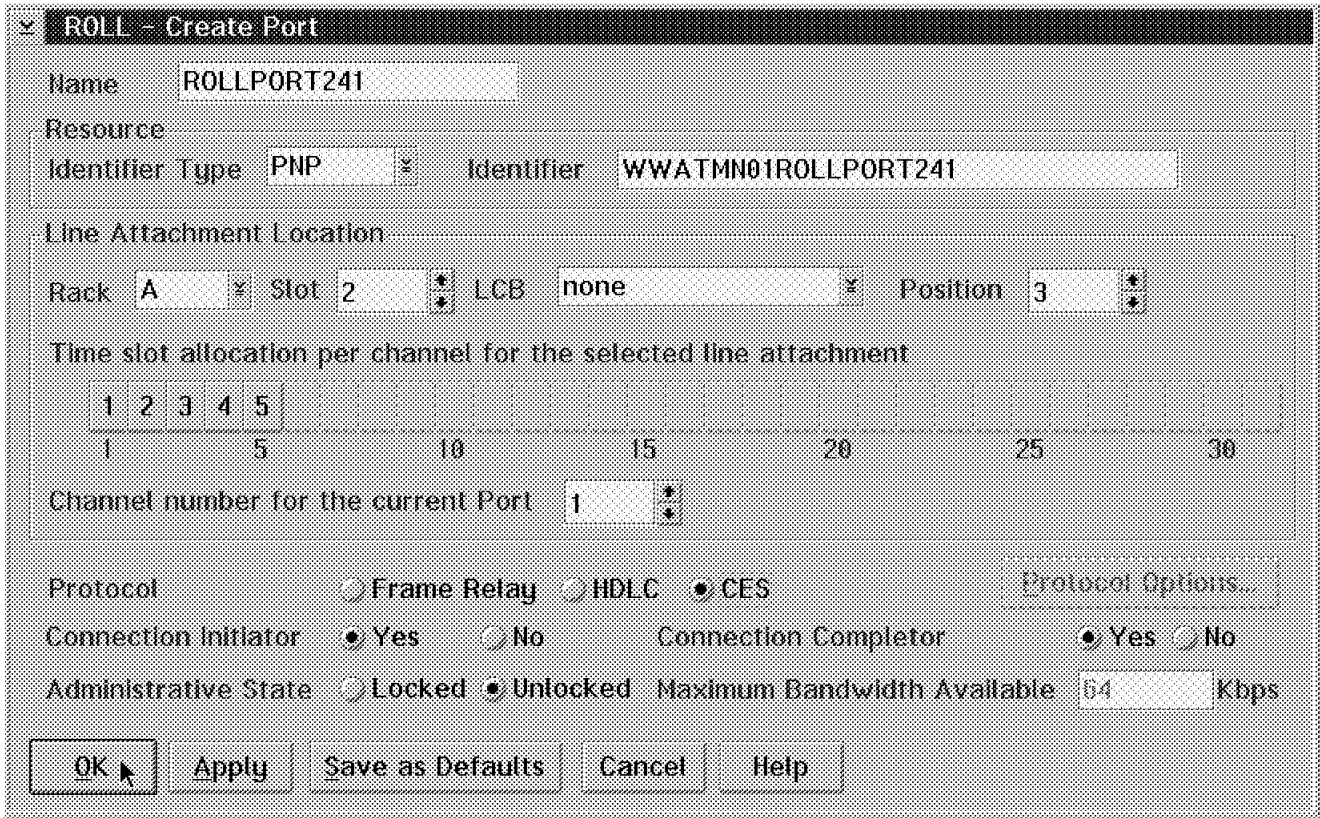 ROLL - Create Port
Name ROLLPORT241
Resource
Identifier Type PNP Identifier WWATMN01ROLLPORT241
Line Attachment Location
Rack A Slot 2 LCB none Position 3
Time slot allocation per channel for the selected line attachment
1 2 3 4 5
1 5 10 15 20 25 30
Channel number for the current Port 1
Protocol Frame Relay HDLC CES Protocol Options...
Connection Initiator Yes No Connection Completor Yes No
Administrative State Locked Unlocked Maximum Bandwidth Available 64 Kbps
OK Apply Save as Defaults Cancel Help